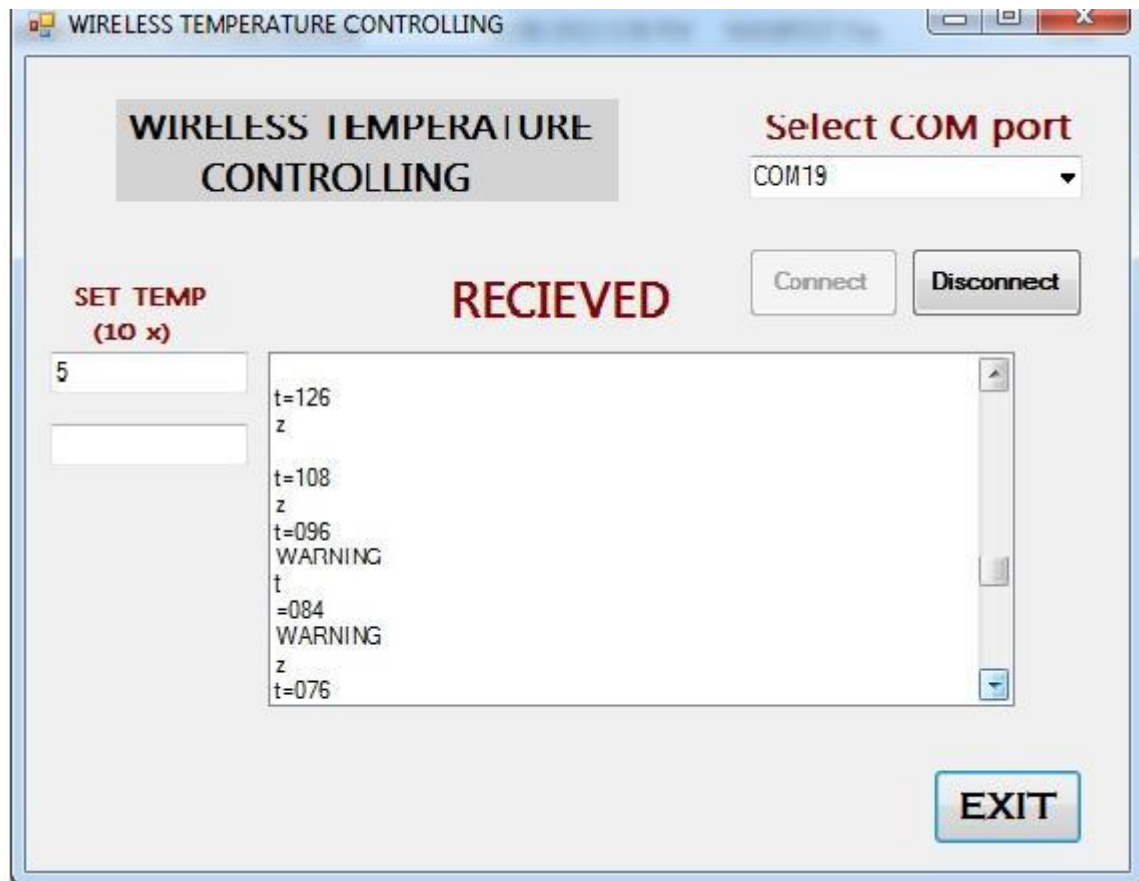 WIRELESS TEMPERATURE CONTROLLING
WIRELESS TEMPERATURE
CONTROLLING
Select COM port
COM19
Connect
Disconnect
SET TEMP
(10 x)
RECIEVED
5
t=126
z
t=108
z
t=096
WARNING
t
=084
WARNING
z
t=076
EXIT